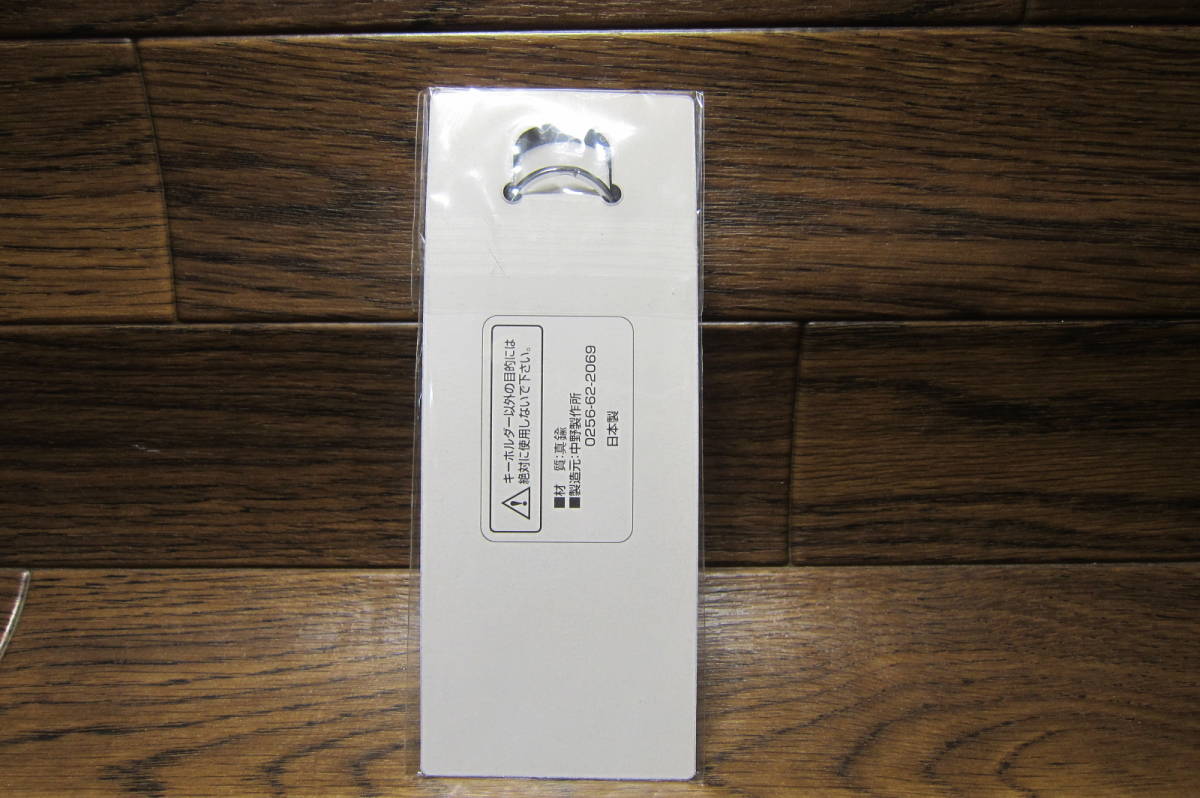 キーホルダー以外の目的には
絶対に使用しないで下さい。
■材　質:真鍮
■製造元:中野製作所
0256-62-2069
日本製